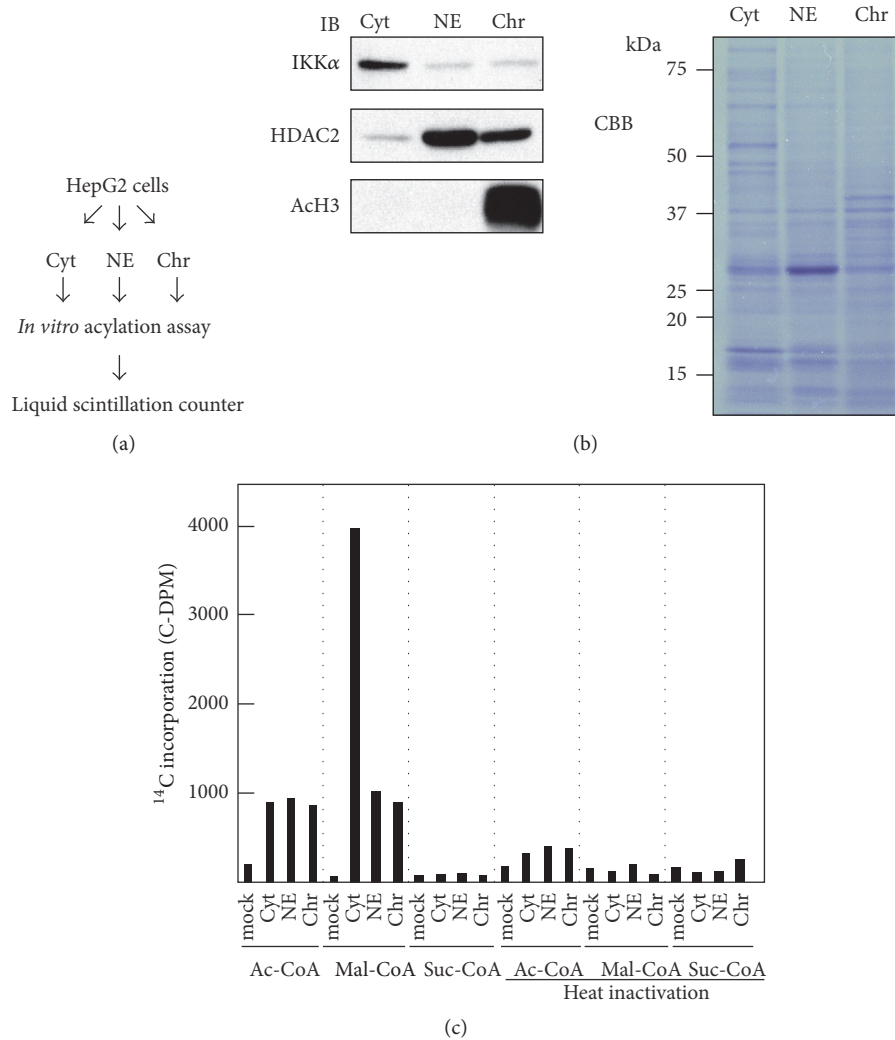 HepG2 cells
Cyt NE Chr
In vitro acylation assay
Liquid scintillation counter
(a)
IB Cyt NE Chr
IKKα
HDAC2
AcH3
Cyt NE Chr
kDa
75
CBB
50
37
25
20
15
(b)
¹⁴C incorporation (C-DPM)
4000
3000
2000
1000
mock Cyt NE Chr mock Cyt NE Chr mock Cyt NE Chr mock Cyt NE Chr mock Cyt NE Chr mock Cyt NE Chr
Ac-CoA Mal-CoA Suc-CoA Ac-CoA Mal-CoA Suc-CoA
Heat inactivation
(c)